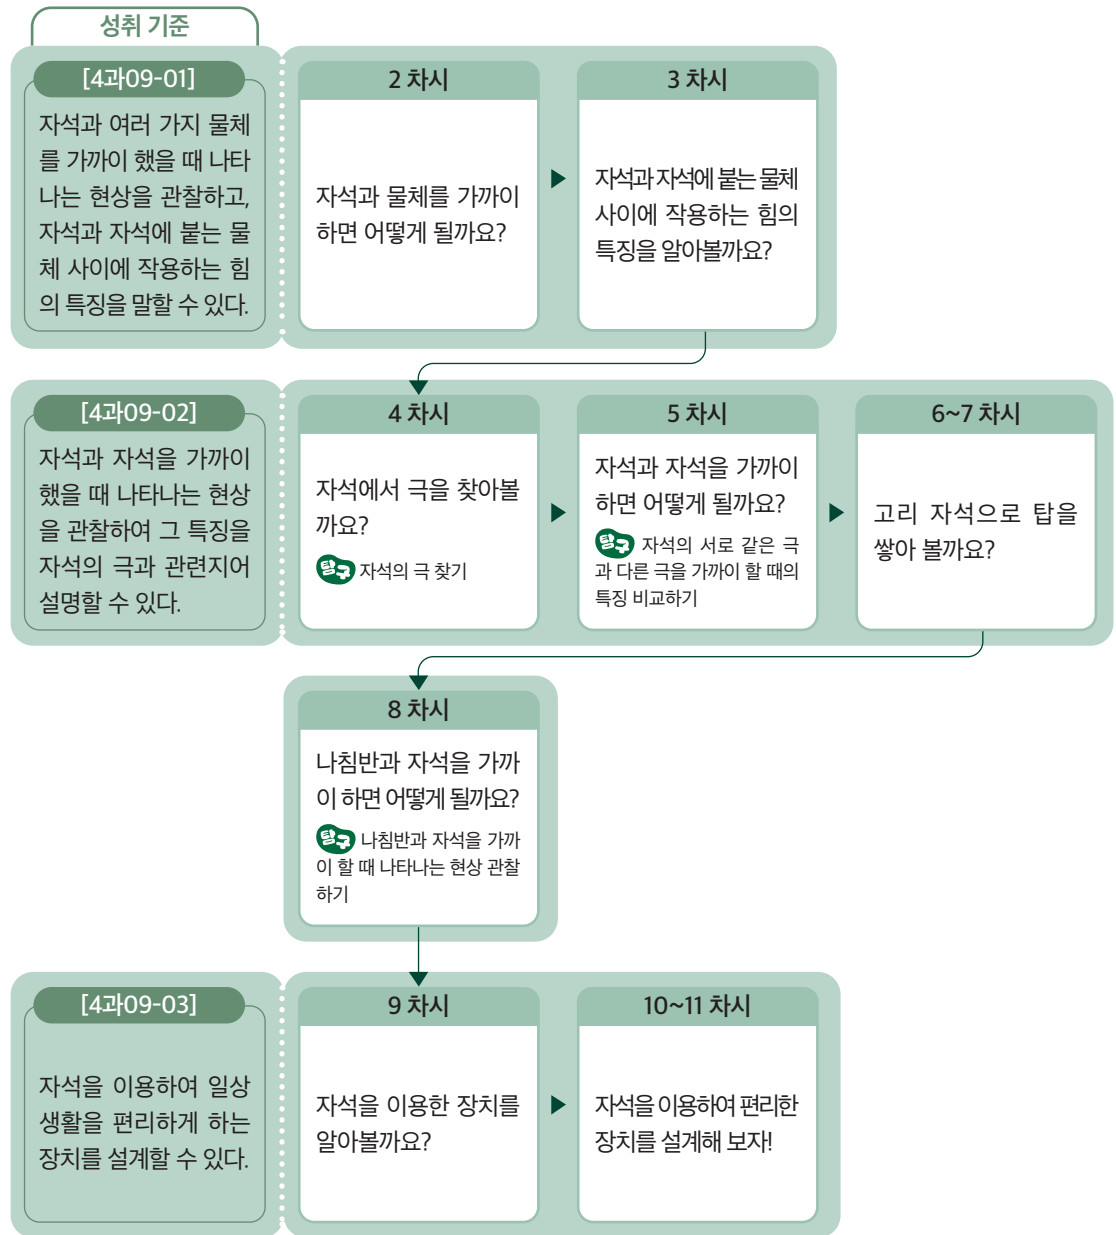 성취 기준
[4과09-01]
자석과 여러 가지 물체
를 가까이 했을 때 나타
나는 현상을 관찰하고,
자석과 자석에 붙는 물
체 사이에 작용하는 힘
의 특징을 말할 수 있다.
2 차시
자석과 물체를 가까이
하면 어떻게 될까요?
3 차시
자석과 자석에 붙는 물체
사이에 작용하는 힘의
특징을 알아볼까요?
[4과09-02]
자석과 자석을 가까이
했을 때 나타나는 현상
을 관찰하여 그 특징을
자석의 극과 관련지어
설명할 수 있다.
4 차시
자석에서 극을 찾아볼
까요?
탐구 자석의 극 찾기
5 차시
자석과 자석을 가까이
하면 어떻게 될까요?
탐구 자석의 서로 같은 극
과 다른 극을 가까이 할 때의
특징 비교하기
6~7 차시
고리 자석으로 탑을
쌓아 볼까요?
8 차시
나침반과 자석을 가까
이 하면 어떻게 될까요?
탐구 나침반과 자석을 가까
이 할 때 나타나는 현상 관찰
하기
[4과09-03]
자석을 이용하여 일상
생활을 편리하게 하는
장치를 설계할 수 있다.
9 차시
자석을 이용한 장치를
알아볼까요?
10~11 차시
자석을 이용하여 편리한
장치를 설계해 보자!